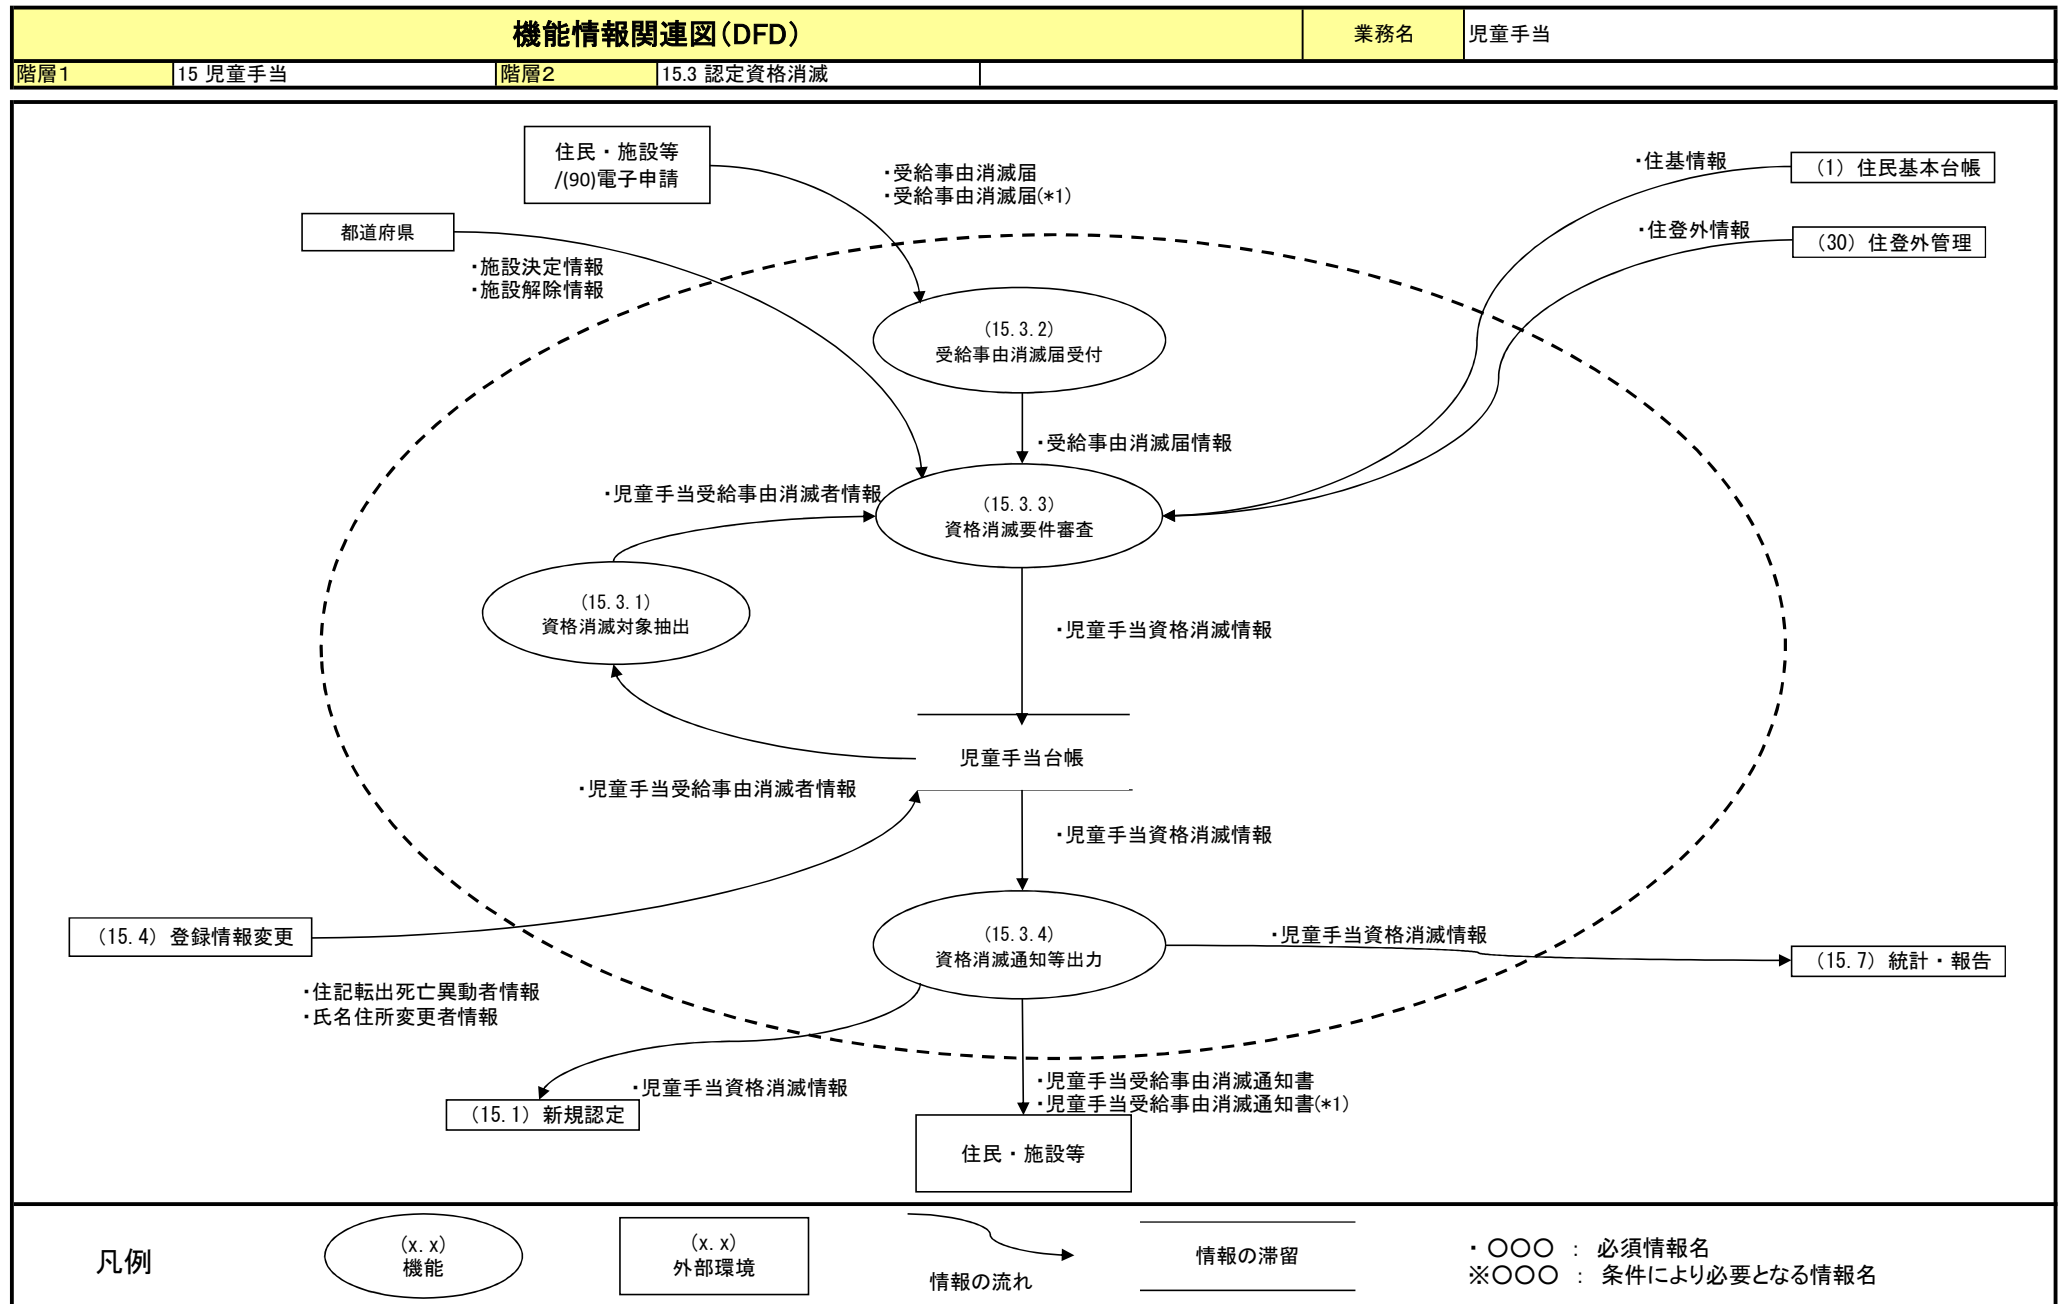 機能情報関連図(DFD)
業務名
児童手当
階層1
15 児童手当
階層2
15.3 認定資格消滅
住民・施設等
/(90)電子申請
・受給事由消滅届
・受給事由消滅届(*1)
・住基情報
(1) 住民基本台帳
都道府県
・住登外情報
(30) 住登外管理
・施設決定情報
・施設解除情報
(15.3.2)
受給事由消滅届受付
・受給事由消滅届情報
・児童手当受給事由消滅者情報
(15.3.3)
資格消滅要件審査
(15.3.1)
資格消滅対象抽出
・児童手当資格消滅情報
児童手当台帳
・児童手当受給事由消滅者情報
・児童手当資格消滅情報
(15.4) 登録情報変更
(15.3.4)
資格消滅通知等出力
・児童手当資格消滅情報
(15.7) 統計・報告
・住記転出死亡異動者情報
・氏名住所変更者情報
・児童手当資格消滅情報
・児童手当受給事由消滅通知書
・児童手当受給事由消滅通知書(*1)
(15.1) 新規認定
住民・施設等
凡例
(x.x)
機能
(x.x)
外部環境
情報の流れ
情報の滞留
・ 〇〇〇 : 必須情報名
※〇〇〇 : 条件により必要となる情報名